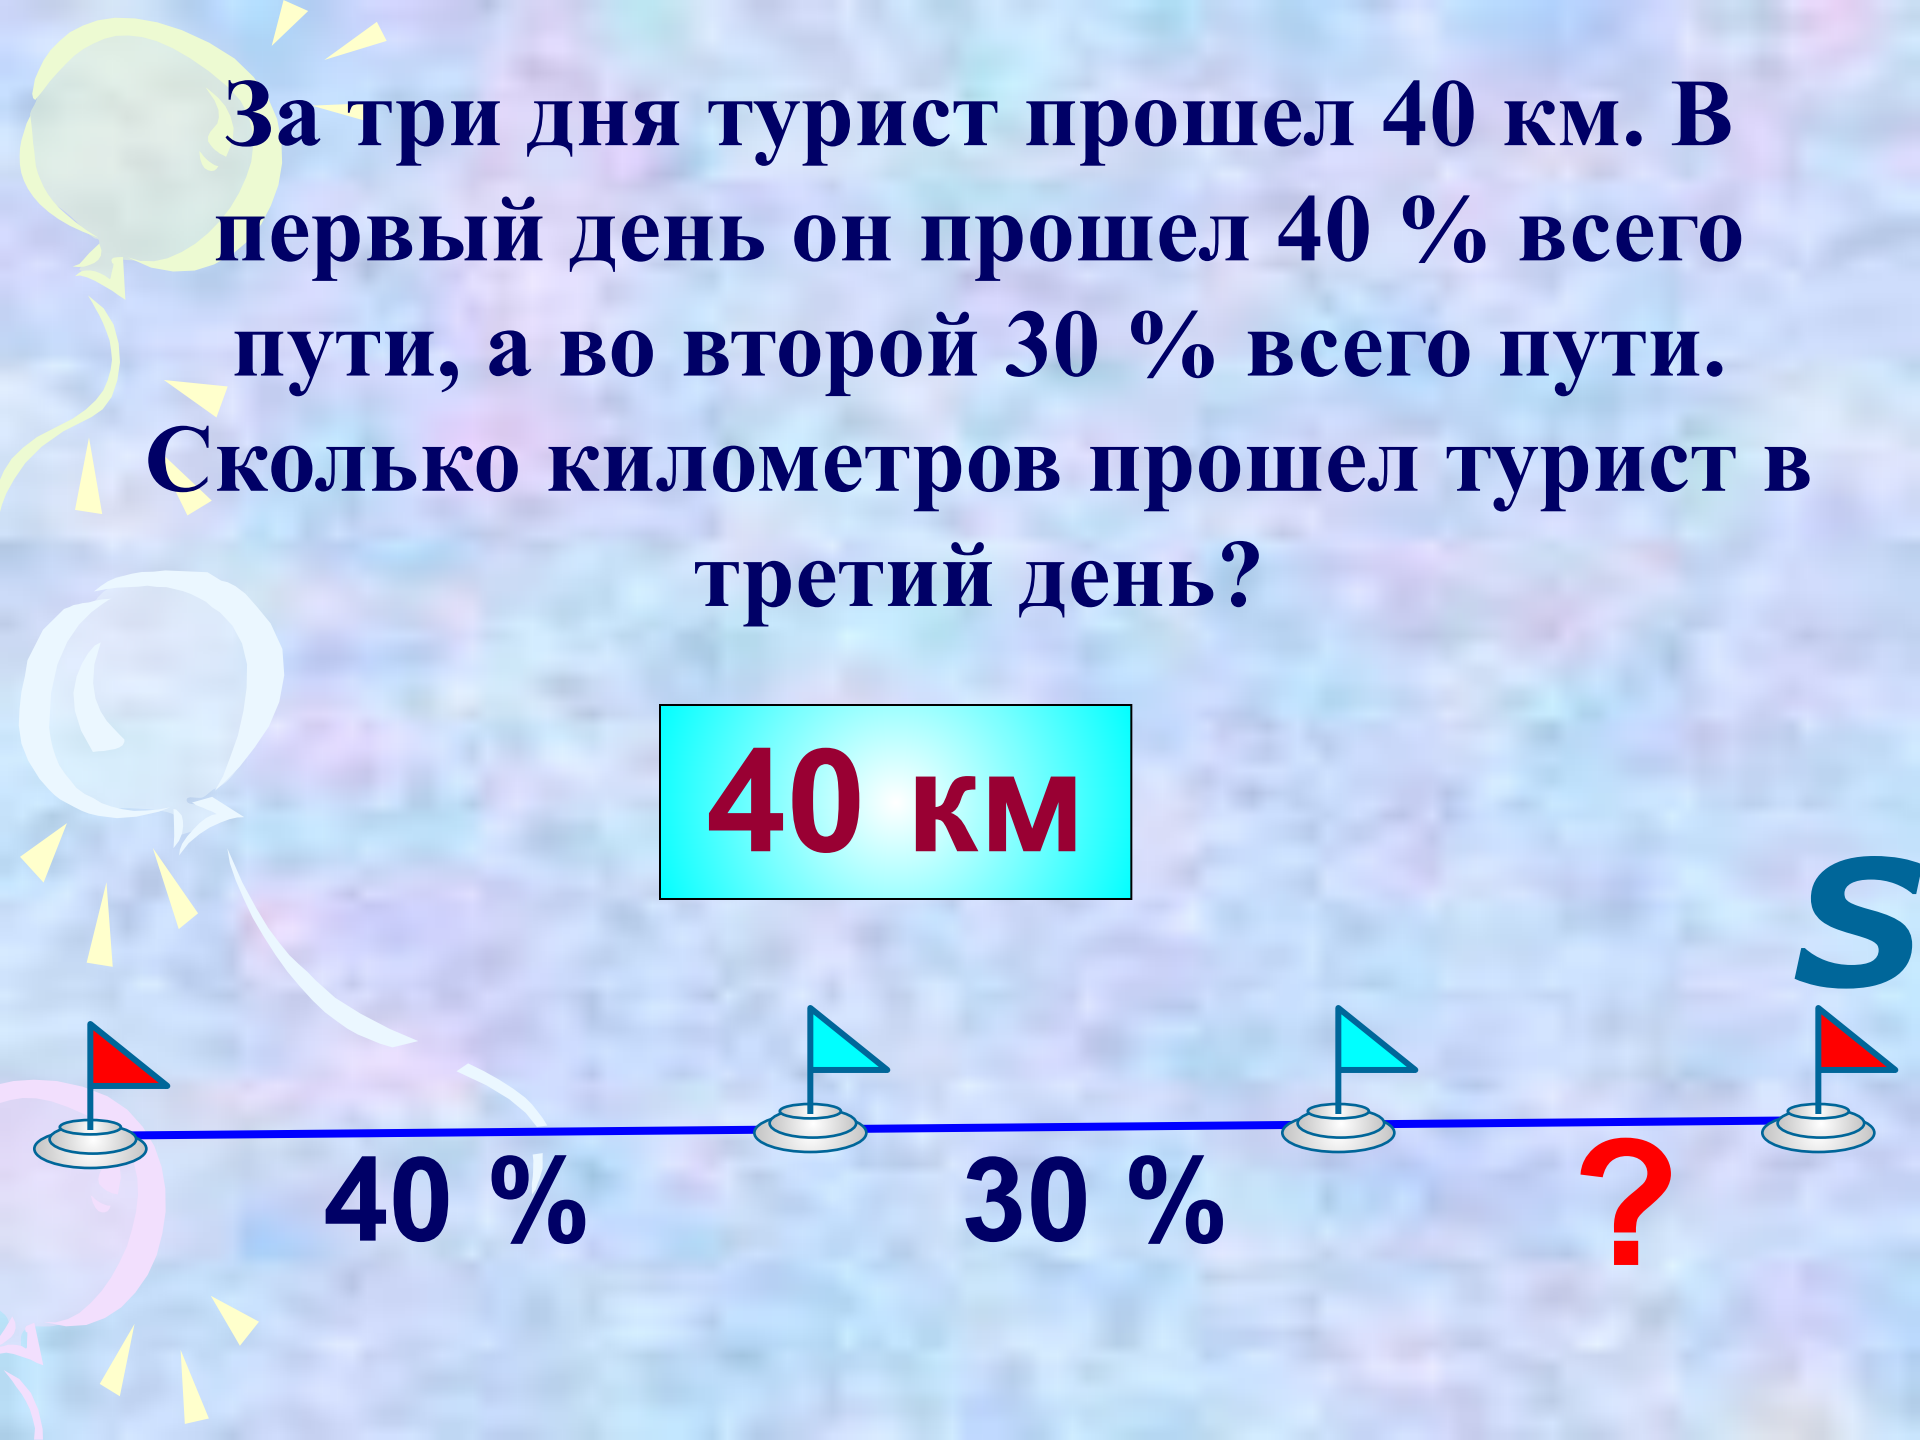 За три дня турист прошел 40 км. В
первый день он прошел 40 % всего
пути, а во второй 30 % всего пути.
Сколько километров прошел турист в
третий день?
40 км
S
40 % 30 % ?